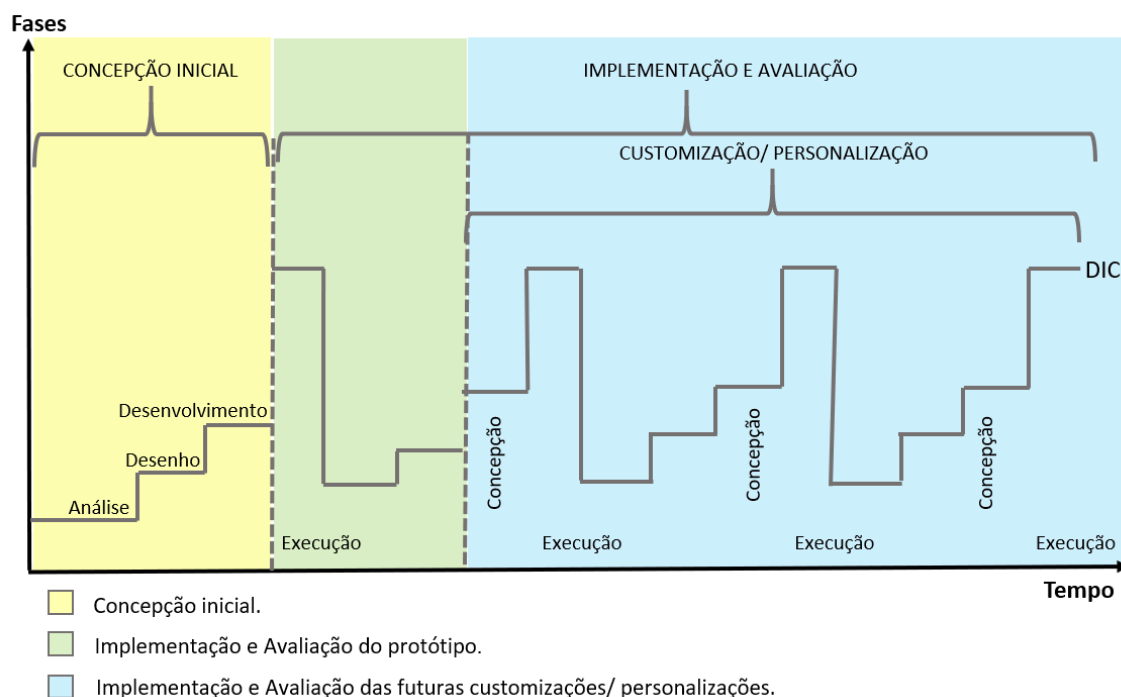 Fases
CONCEPÇÃO INICIAL
IMPLEMENTAÇÃO E AVALIAÇÃO
CUSTOMIZAÇÃO/ PERSONALIZAÇÃO
DIC
Desenvolvimento
Desenho
Análise
Concepção
Concepção
Concepção
Execução
Execução
Execução
Execução
Tempo
Concepção inicial.
Implementação e Avaliação do protótipo.
Implementação e Avaliação das futuras customizações/ personalizações.